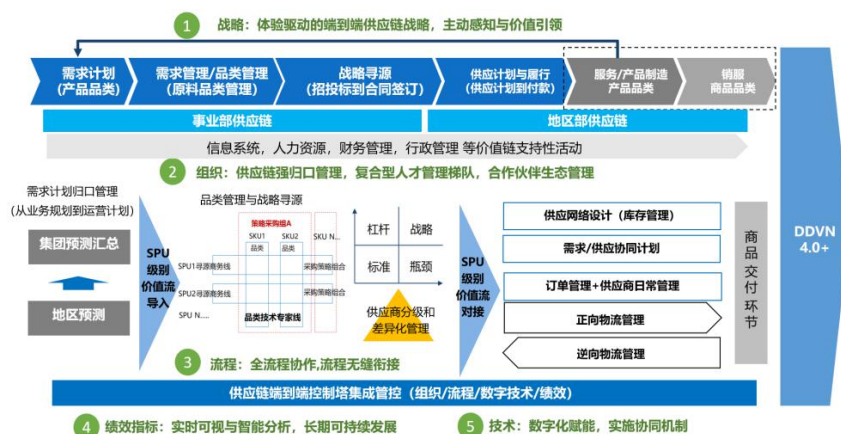 1 战略：体验驱动的端到端供应链战略，主动感知与价值引领
需求计划
(产品品类)
需求管理/品类管理
(原料品类管理)
战略寻源
(招投标到合同签订)
供应计划与履行
(供应计划到付款)
服务/产品制造
产品品类
销服
商品品类
事业部供应链
地区部供应链
信息系统，人力资源，财务管理，行政管理 等价值链支持性活动
2 组织：供应链强归口管理，复合型人才管理梯队，合作伙伴生态管理
需求计划归口管理
(从业务规划到运营计划)
集团预测汇总
地区预测
SPU
级别
价值流
导入
品类管理与战略寻源
策略采购组A
SKU1
SKU2
SKU N...
品类
品类
SPU1寻源商务线
采购策略组合
SPU2寻源商务线
采购策略组合
SPU N.....
品类技术专家线
杠杆
战略
标准
瓶颈
供应商分级和
差异化管理
SPU
级别
价值流
对接
供应网络设计（库存管理）
需求/供应协同计划
订单管理+供应商日常管理
正向物流管理
逆向物流管理
商品交付环节
DDVN
4.0+
3 流程：全流程协作,流程无缝衔接
供应链端到端控制塔集成管控（组织/流程/数字技术/绩效）
4 绩效指标：实时可视与智能分析，长期可持续发展
5 技术：数字化赋能，实施协同机制